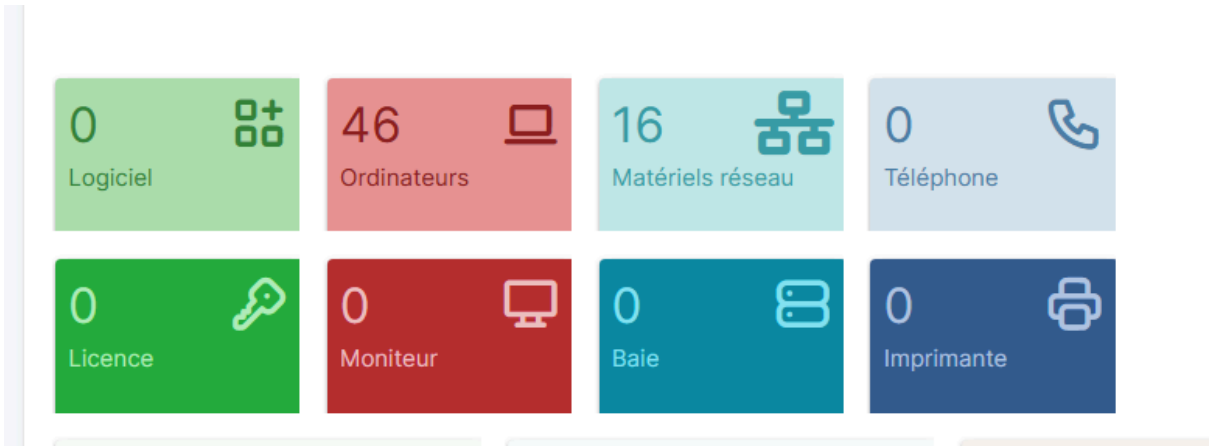 0
Logiciel
46
Ordinateurs
16
Matériels réseau
0
Téléphone
0
Licence
0
Moniteur
0
Baie
0
Imprimante